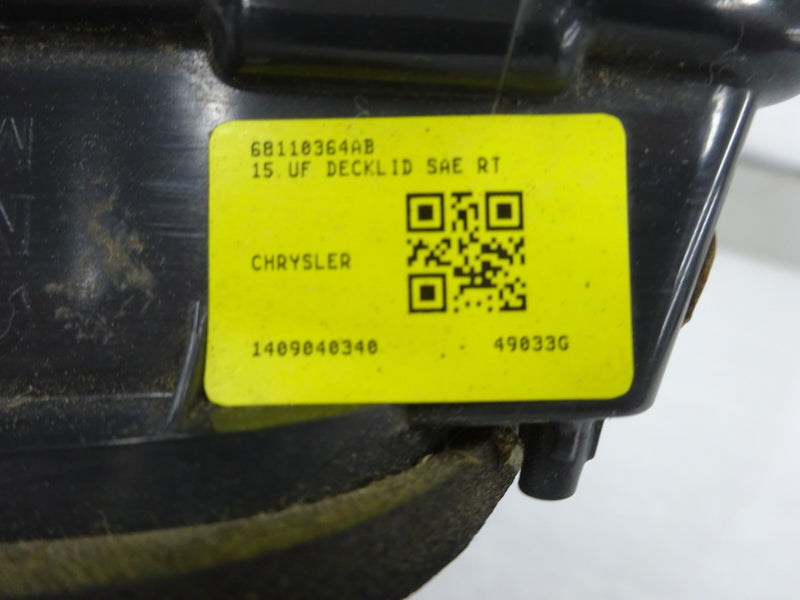 68110364AB
15 UF DECKLID SAE RT
CHRYSLER
1409040340 49033G